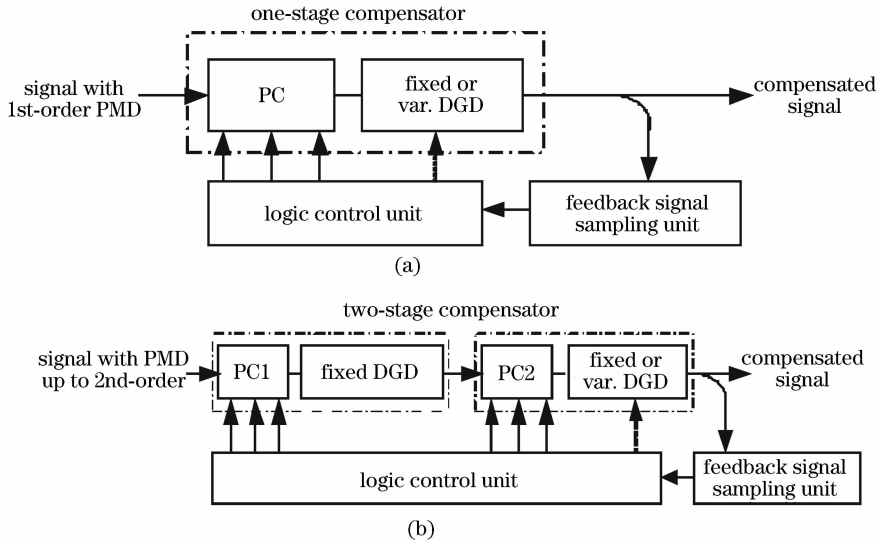 one-stage compensator
signal with
1st-order PMD
PC
fixed or
var. DGD
compensated
signal
logic control unit
feedback signal
sampling unit
(a)
two-stage compensator
signal with PMD
up to 2nd-order
PC1
fixed DGD
PC2
fixed or
var. DGD
compensated
signal
logic control unit
feedback signal
sampling unit
(b)